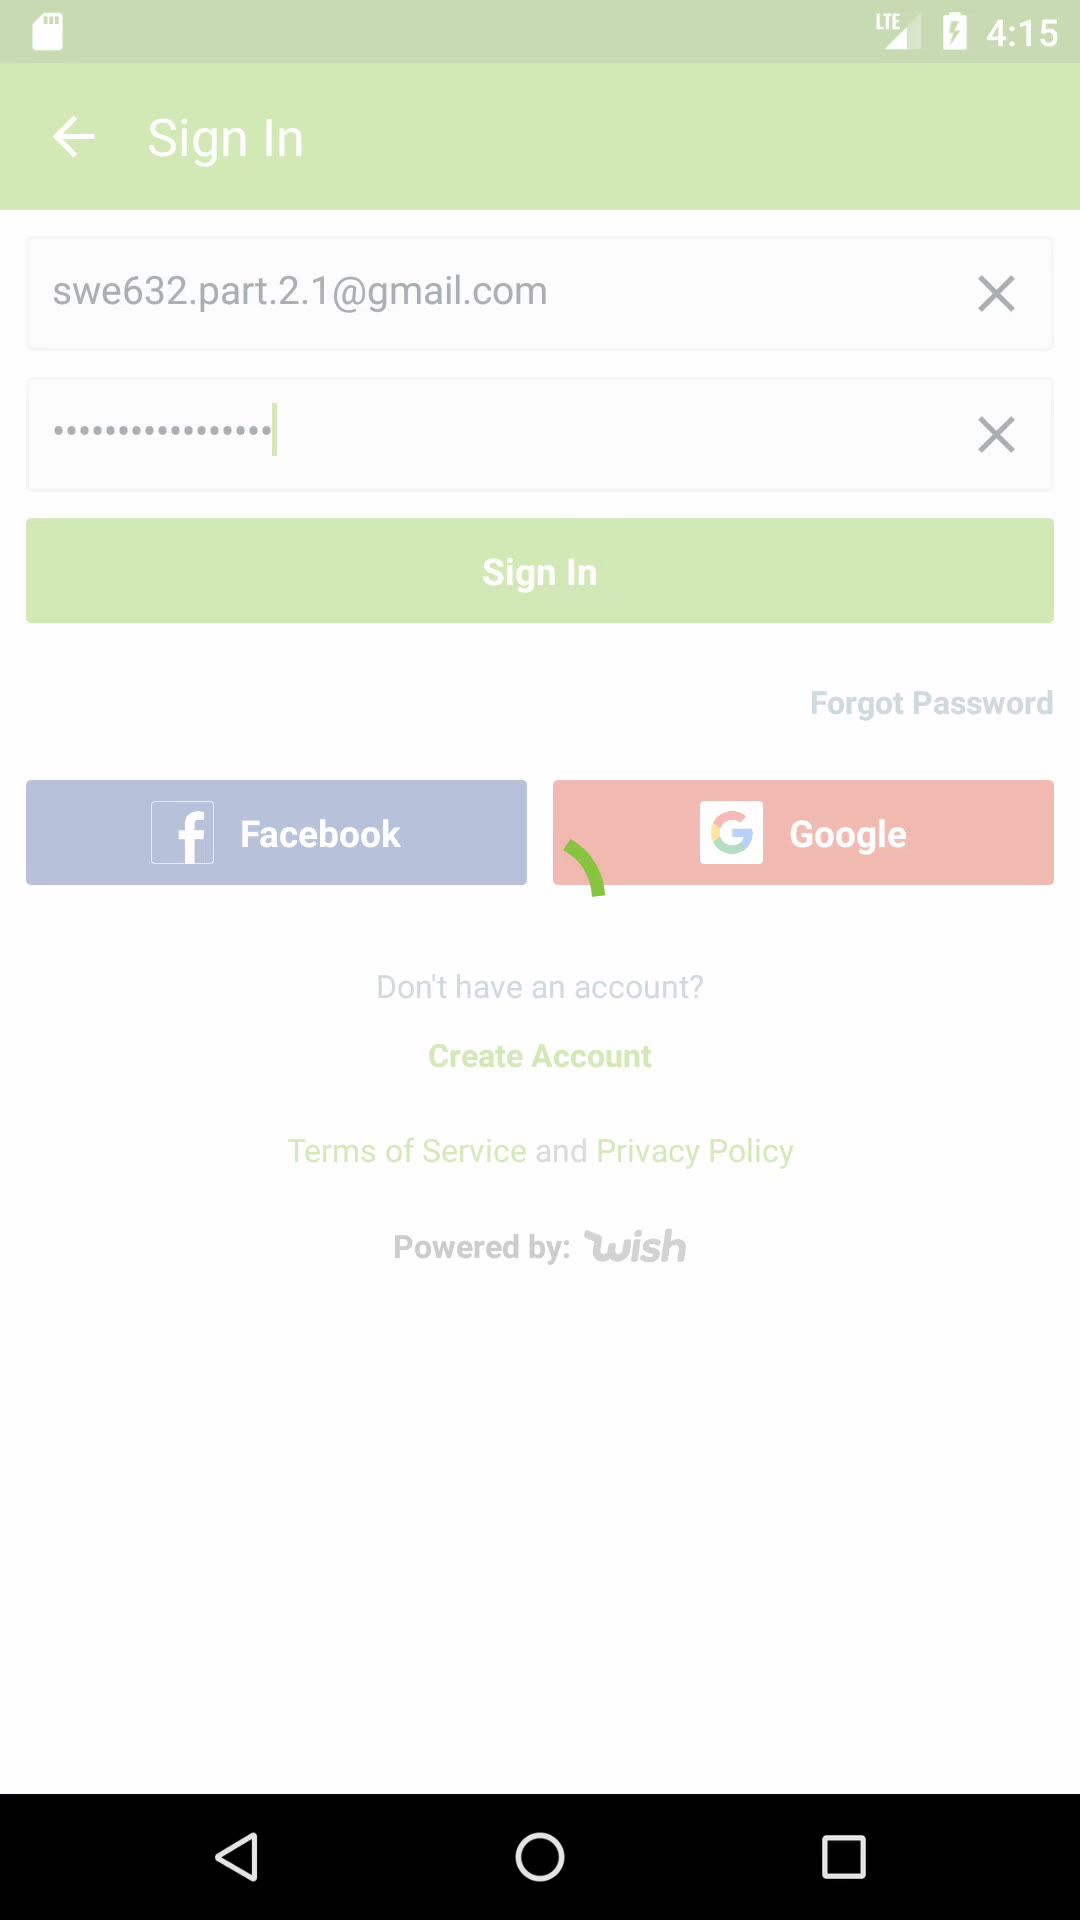 LTE 4:15
Sign In
swe632.part.2.1@gmail.com
•••••••••••••••••
Sign In
Forgot Password
Facebook
Google
Don't have an account?
Create Account
Terms of Service and Privacy Policy
Powered by: wish